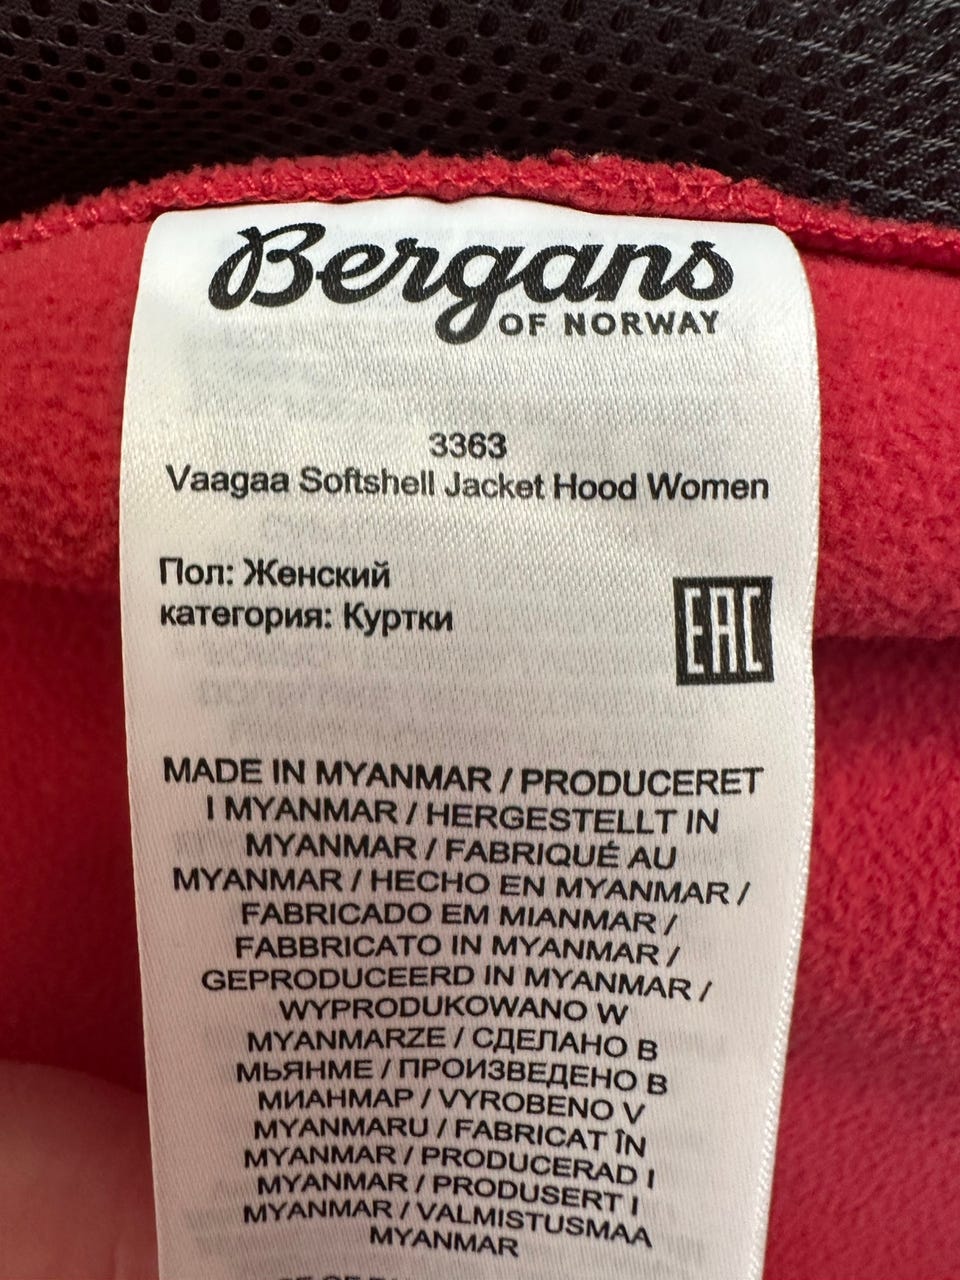 Bergans
OF NORWAY
3363
Vaagaa Softshell Jacket Hood Women
Пол: Женский
категория: Куртки
EAC
MADE IN MYANMAR / PRODUCERET
I MYANMAR / HERGESTELLT IN
MYANMAR / FABRIQUÉ AU
MYANMAR / HECHO EN MYANMAR /
FABRICADO EM MIANMAR /
FABBRICATO IN MYANMAR /
GEPRODUCEERD IN MYANMAR /
WYPRODUKOWANO W
MYANMARZE / СДЕЛАНО В
МЬЯНМЕ / ПРОИЗВЕДЕНО В
МИАНМАР / VYROBENO V
MYANMARU / FABRICAT ÎN
MYANMAR / PRODUCERAD I
MYANMAR / PRODUSERT I
MYANMAR / VALMISTUSMAA
MYANMAR